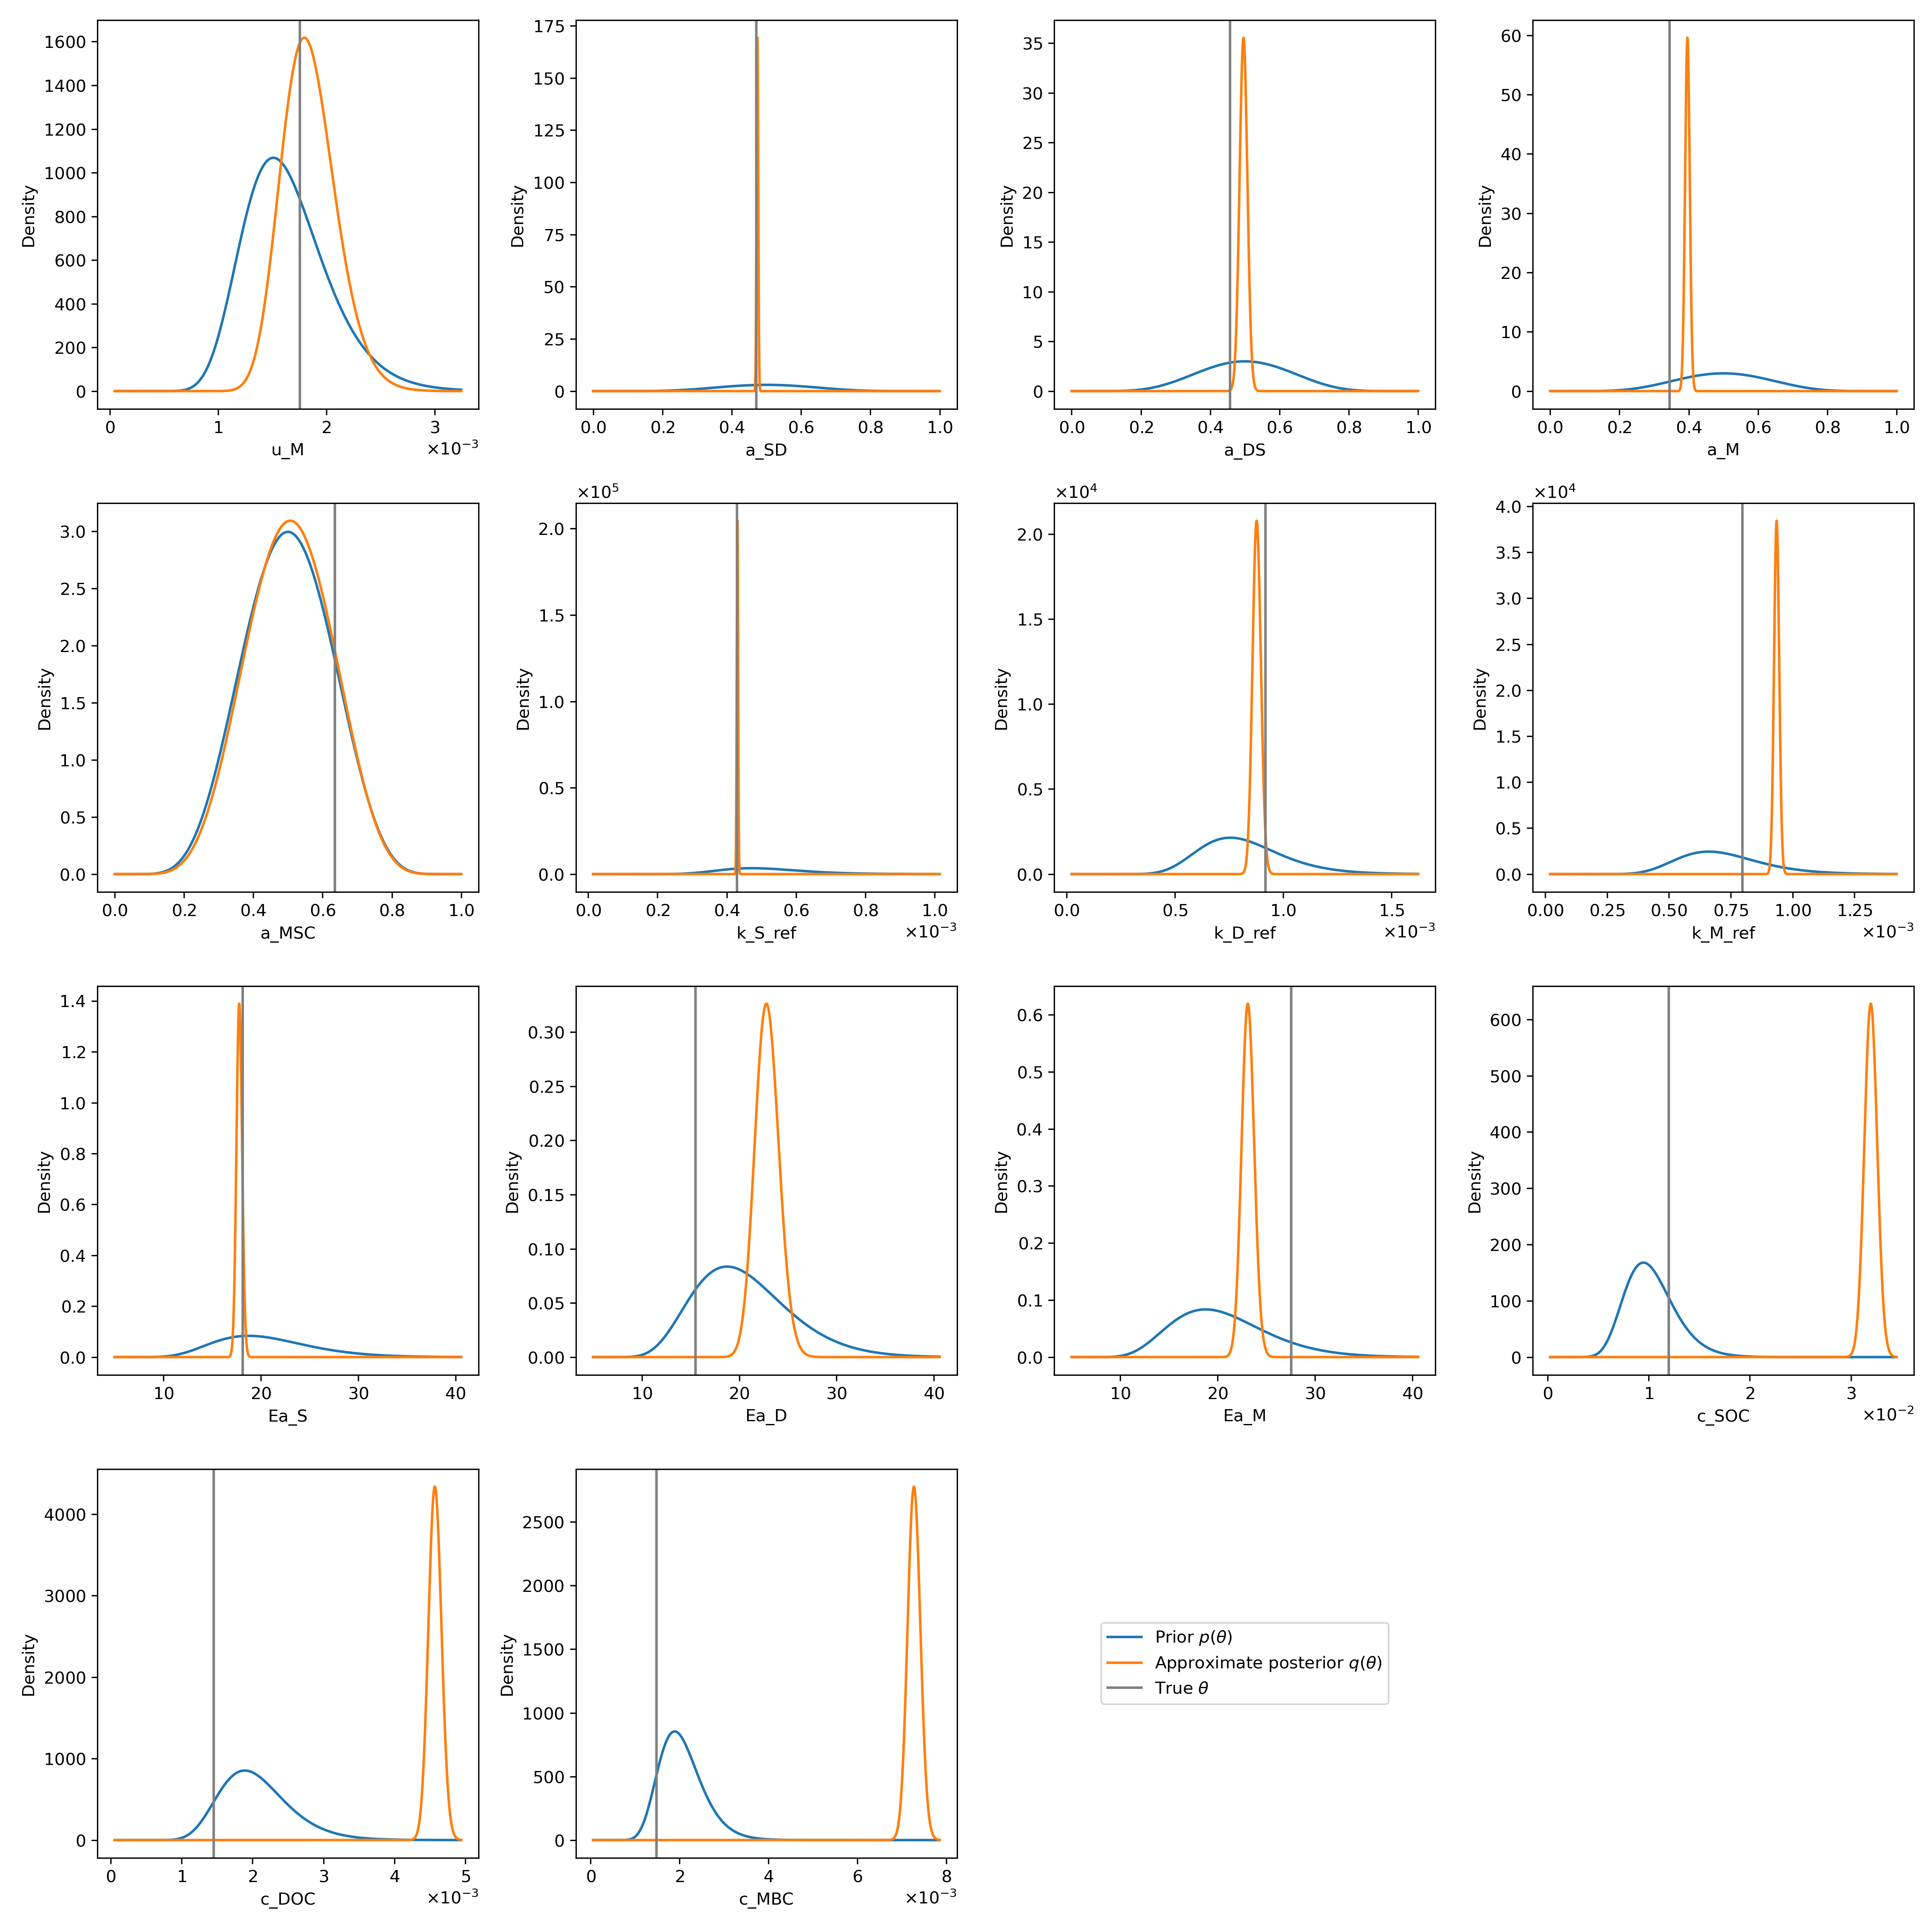 1600
1400
1200
1000
800
600
400
200
0
Density
0 1 2 3
u_M ×10⁻³
175
150
125
100
75
50
25
0
Density
0.0 0.2 0.4 0.6 0.8 1.0
a_SD
35
30
25
20
15
10
5
0
Density
0.0 0.2 0.4 0.6 0.8 1.0
a_DS
60
50
40
30
20
10
0
Density
0.0 0.2 0.4 0.6 0.8 1.0
a_M
3.0
2.5
2.0
1.5
1.0
0.5
0.0
Density
0.0 0.2 0.4 0.6 0.8 1.0
a_MSC
×10⁵
2.0
1.5
1.0
0.5
0.0
Density
0.0 0.2 0.4 0.6 0.8 1.0
k_S_ref ×10⁻³
×10⁴
2.0
1.5
1.0
0.5
0.0
Density
0.0 0.5 1.0 1.5
k_D_ref ×10⁻³
×10⁴
4.0
3.5
3.0
2.5
2.0
1.5
1.0
0.5
0.0
Density
0.00 0.25 0.50 0.75 1.00 1.25
k_M_ref ×10⁻³
1.4
1.2
1.0
0.8
0.6
0.4
0.2
0.0
Density
10 20 30 40
Ea_S
0.30
0.25
0.20
0.15
0.10
0.05
0.00
Density
10 20 30 40
Ea_D
0.6
0.5
0.4
0.3
0.2
0.1
0.0
Density
10 20 30 40
Ea_M
600
500
400
300
200
100
0
Density
0 1 2 3
c_SOC ×10⁻²
4000
3000
2000
1000
0
Density
0 1 2 3 4 5
c_DOC ×10⁻³
2500
2000
1500
1000
500
0
Density
0 2 4 6 8
c_MBC ×10⁻³
Prior p(θ)
Approximate posterior q(θ)
True θ